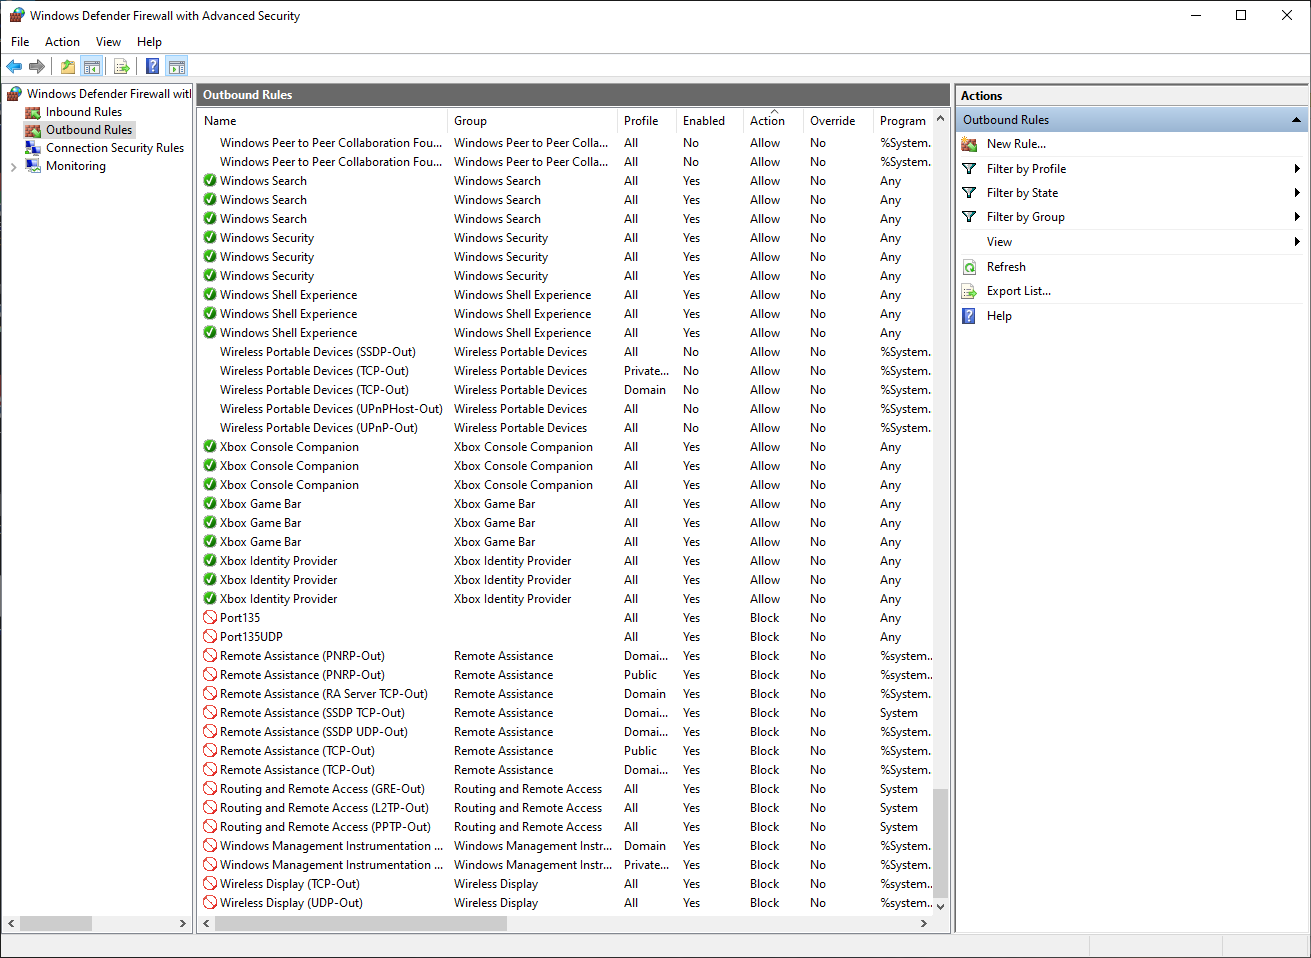 Windows Defender Firewall with Advanced Security
File Action View Help
Windows Defender Firewall wit
Inbound Rules
Outbound Rules
Connection Security Rules
Monitoring
Outbound Rules
Name Group Profile Enabled Action Override Program
Windows Peer to Peer Collaboration Fou... Windows Peer to Peer Colla... All No Allow No %System.
Windows Peer to Peer Collaboration Fou... Windows Peer to Peer Colla... All No Allow No %System.
Windows Search Windows Search All Yes Allow No Any
Windows Search Windows Search All Yes Allow No Any
Windows Search Windows Search All Yes Allow No Any
Windows Security Windows Security All Yes Allow No Any
Windows Security Windows Security All Yes Allow No Any
Windows Security Windows Security All Yes Allow No Any
Windows Shell Experience Windows Shell Experience All Yes Allow No Any
Windows Shell Experience Windows Shell Experience All Yes Allow No Any
Windows Shell Experience Windows Shell Experience All Yes Allow No Any
Wireless Portable Devices (SSDP-Out) Wireless Portable Devices All No Allow No %System.
Wireless Portable Devices (TCP-Out) Wireless Portable Devices Private... No Allow No %System.
Wireless Portable Devices (TCP-Out) Wireless Portable Devices Domain No Allow No %System.
Wireless Portable Devices (UPnPHost-Out) Wireless Portable Devices All No Allow No %System.
Wireless Portable Devices (UPnP-Out) Wireless Portable Devices All No Allow No %System.
Xbox Console Companion Xbox Console Companion All Yes Allow No Any
Xbox Console Companion Xbox Console Companion All Yes Allow No Any
Xbox Console Companion Xbox Console Companion All Yes Allow No Any
Xbox Game Bar Xbox Game Bar All Yes Allow No Any
Xbox Game Bar Xbox Game Bar All Yes Allow No Any
Xbox Game Bar Xbox Game Bar All Yes Allow No Any
Xbox Identity Provider Xbox Identity Provider All Yes Allow No Any
Xbox Identity Provider Xbox Identity Provider All Yes Allow No Any
Xbox Identity Provider Xbox Identity Provider All Yes Allow No Any
Port135 All Yes Block No Any
Port135UDP All Yes Block No Any
Remote Assistance (PNRP-Out) Remote Assistance Domai... Yes Block No %system..
Remote Assistance (PNRP-Out) Remote Assistance Public Yes Block No %system..
Remote Assistance (RA Server TCP-Out) Remote Assistance Domain Yes Block No %System.
Remote Assistance (SSDP TCP-Out) Remote Assistance Domai... Yes Block No System
Remote Assistance (SSDP UDP-Out) Remote Assistance Domai... Yes Block No %System.
Remote Assistance (TCP-Out) Remote Assistance Public Yes Block No %System.
Remote Assistance (TCP-Out) Remote Assistance Domai... Yes Block No %System.
Routing and Remote Access (GRE-Out) Routing and Remote Access All Yes Block No System
Routing and Remote Access (L2TP-Out) Routing and Remote Access All Yes Block No System
Routing and Remote Access (PPTP-Out) Routing and Remote Access All Yes Block No System
Windows Management Instrumentation ... Windows Management Instr... Domain Yes Block No %System.
Windows Management Instrumentation ... Windows Management Instr... Private... Yes Block No %System.
Wireless Display (TCP-Out) Wireless Display All Yes Block No %system..
Wireless Display (UDP-Out) Wireless Display All Yes Block No %system..
Actions
Outbound Rules
New Rule...
Filter by Profile
Filter by State
Filter by Group
View
Refresh
Export List...
Help